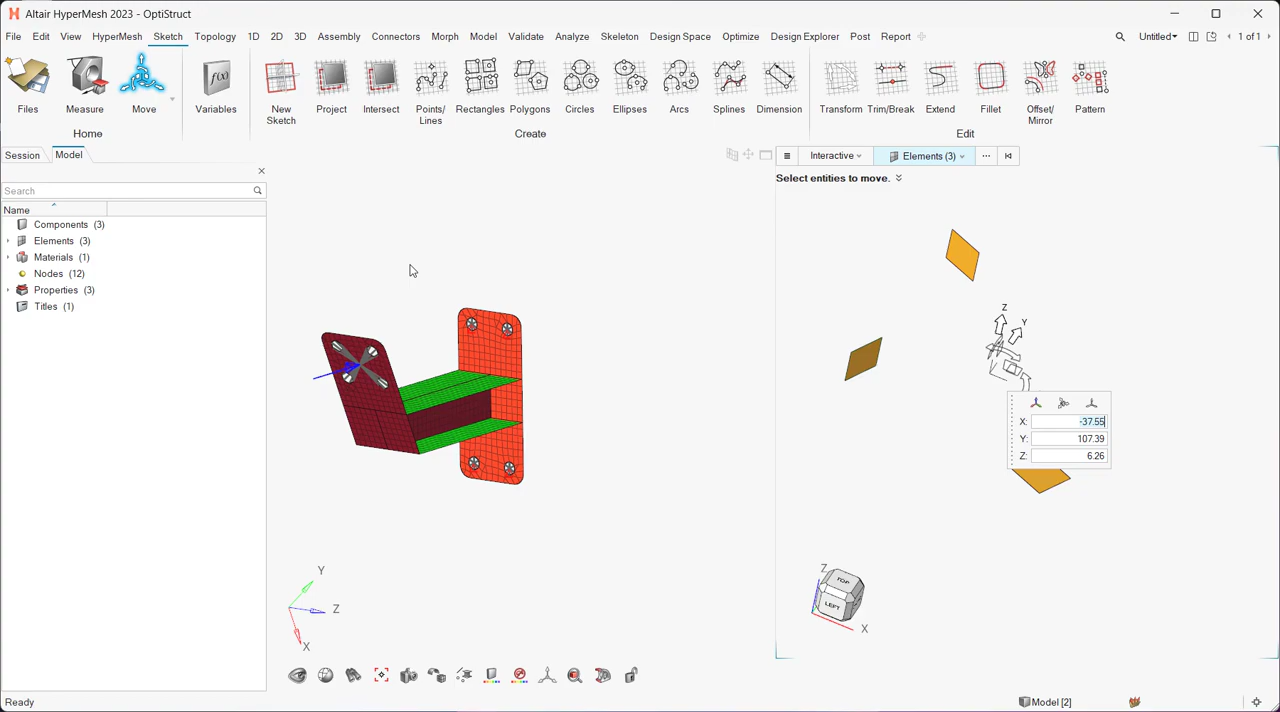 Altair HyperMesh 2023 - OptiStruct
File Edit View HyperMesh Sketch Topology 1D 2D 3D Assembly Connectors Morph Model Validate Analyze Skeleton Design Space Optimize Design Explorer Post Report Untitled 1 of 1
Files Measure Move Variables New Sketch Project Intersect Points/Lines Rectangles Polygons Circles Ellipses Arcs Splines Dimension Transform Trim/Break Extend Fillet Offset/Mirror Pattern
Home Create Edit
Session Model
Interactive Elements (3)
Select entities to move.
Search
Name
Components (3)
Elements (3)
Materials (1)
Nodes (12)
Properties (3)
Titles (1)
Z
Y
X: -37.55
Y: 107.39
Z: 6.26
Y
Z
X
Z
TOP
LEFT
X
Ready
Model [2]